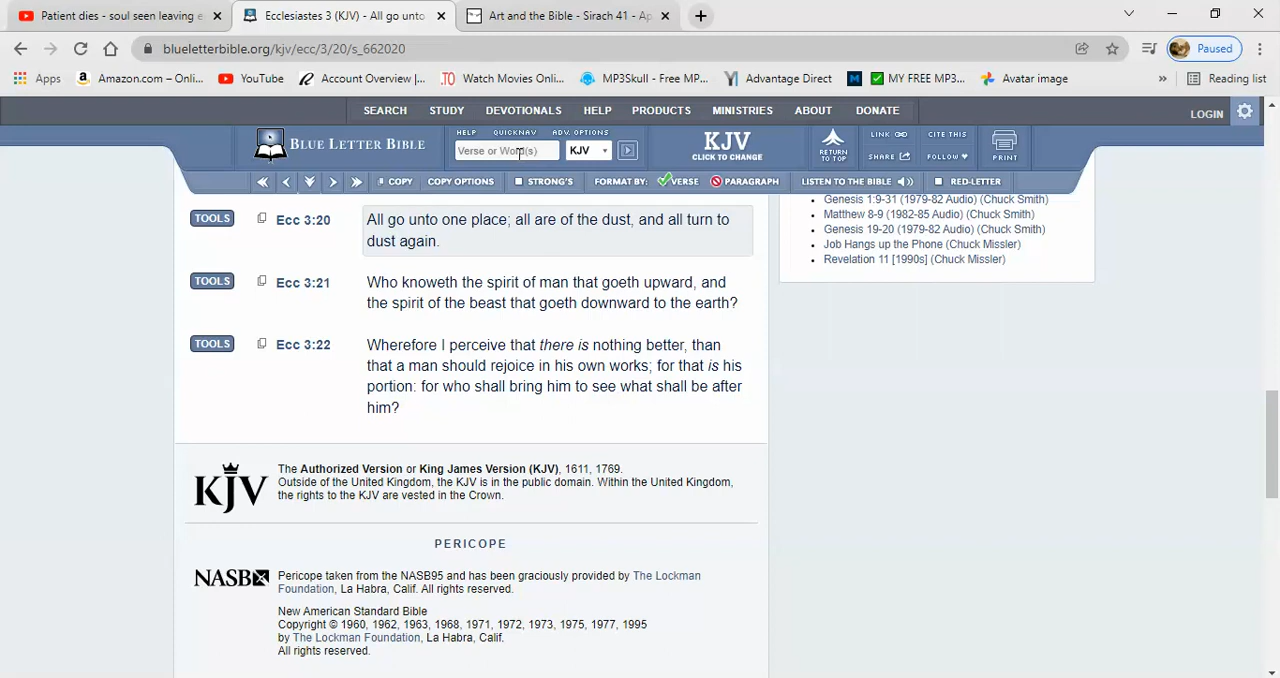 Patient dies - soul seen leaving e
Ecclesiastes 3 (KJV) - All go unto
Art and the Bible - Sirach 41 - Ap
blueletterbible.org/kjv/ecc/3/20/s_662020
Paused
Apps
Amazon.com – Onli...
YouTube
Account Overview |...
Watch Movies Onli...
MP3Skull - Free MP...
Advantage Direct
MY FREE MP3...
Avatar image
»
Reading list
SEARCH STUDY DEVOTIONALS HELP PRODUCTS MINISTRIES ABOUT DONATE
LOGIN
BLUE LETTER BIBLE
HELP QUICKNAV ADV. OPTIONS
Verse or Word(s)
KJV
KJV
CLICK TO CHANGE
RETURN
TO TOP
LINK
SHARE
CITE THIS
FOLLOW
PRINT
COPY COPY OPTIONS STRONG'S FORMAT BY: VERSE PARAGRAPH LISTEN TO THE BIBLE RED-LETTER
TOOLS Ecc 3:20 All go unto one place; all are of the dust, and all turn to
dust again.
TOOLS Ecc 3:21 Who knoweth the spirit of man that goeth upward, and
the spirit of the beast that goeth downward to the earth?
TOOLS Ecc 3:22 Wherefore I perceive that there is nothing better, than
that a man should rejoice in his own works; for that is his
portion: for who shall bring him to see what shall be after
him?
Genesis 1:9-31 (1979-82 Audio) (Chuck Smith)
Matthew 8-9 (1982-85 Audio) (Chuck Smith)
Genesis 19-20 (1979-82 Audio) (Chuck Smith)
Job Hangs up the Phone (Chuck Missler)
Revelation 11 [1990s] (Chuck Missler)
KJV
The Authorized Version or King James Version (KJV), 1611, 1769.
Outside of the United Kingdom, the KJV is in the public domain. Within the United Kingdom,
the rights to the KJV are vested in the Crown.
PERICOPE
NASB
Pericope taken from the NASB95 and has been graciously provided by The Lockman
Foundation, La Habra, Calif. All rights reserved.
New American Standard Bible
Copyright © 1960, 1962, 1963, 1968, 1971, 1972, 1973, 1975, 1977, 1995
by The Lockman Foundation, La Habra, Calif.
All rights reserved.